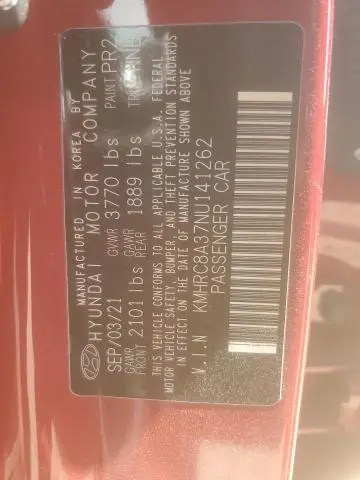 MANUFACTURED IN KOREA BY
HYUNDAI MOTOR COMPANY
SEP/03/21 GVWR 3770 lbs PAINT PR2
GAWR FRONT 2101 lbs GAWR REAR 1889 lbs
THIS VEHICLE CONFORMS TO ALL APPLICABLE U.S.A. FEDERAL
MOTOR VEHICLE SAFETY, BUMPER, AND THEFT PREVENTION STANDARDS
IN EFFECT ON THE DATE OF MANUFACTURE SHOWN ABOVE
V.I.N KMHRC8A37NU141262
PASSENGER CAR